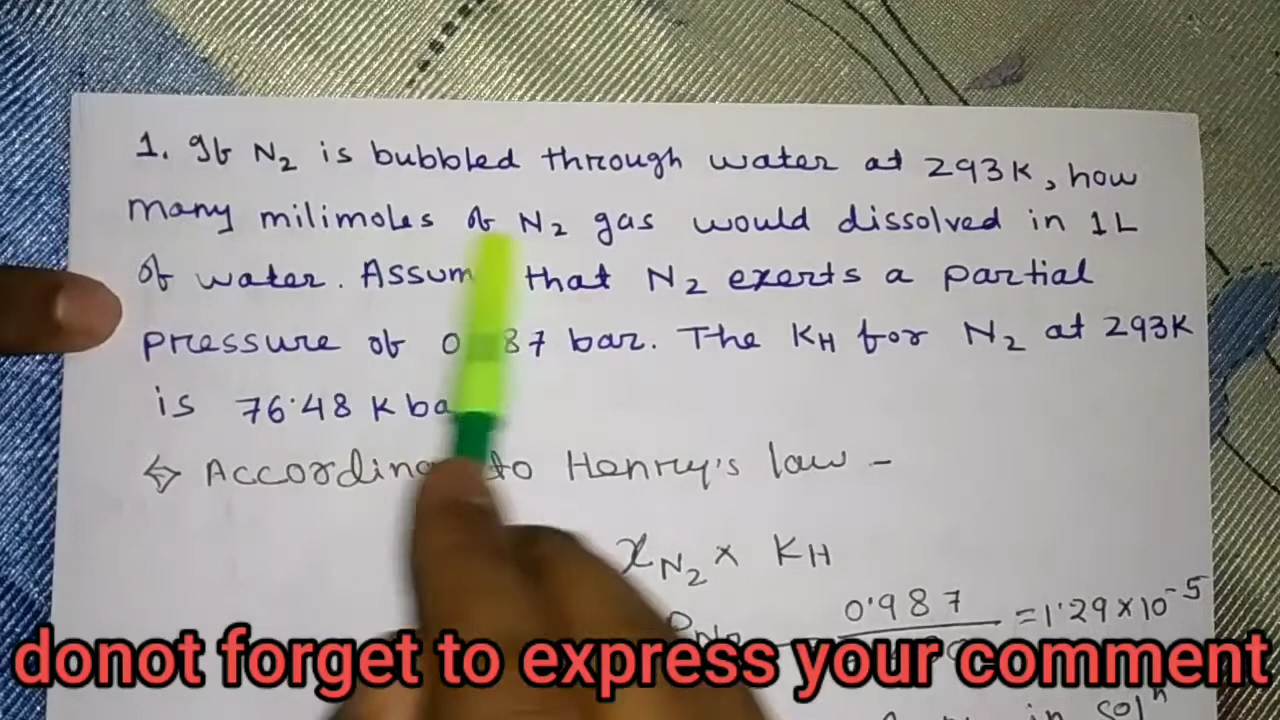 1. If N2 is bubbled through water at 293K, how
many milimoles of N2 gas would dissolved in 1L
of water. Assum that N2 exerts a partial
pressure of 0 87 bar. The KH for N2 at 293K
is 76.48 K ba
⇔ According to Henry's law -
xN2 × KH
0.987 = 1.29 × 10-5
donot forget to express your comment
in soln